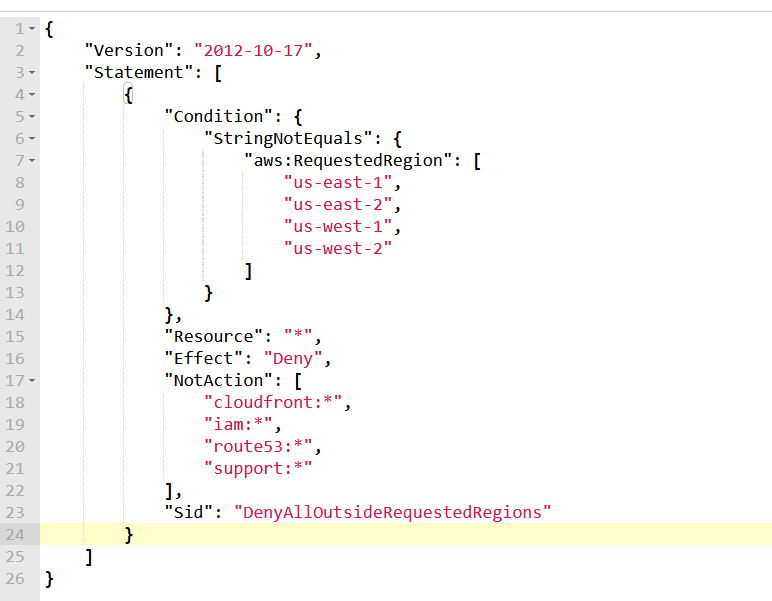 1 {
2     "Version": "2012-10-17",
3     "Statement": [
4         {
5             "Condition": {
6                 "StringNotEquals": {
7                     "aws:RequestedRegion": [
8                         "us-east-1",
9                         "us-east-2",
10                         "us-west-1",
11                         "us-west-2"
12                     ]
13                 }
14             },
15             "Resource": "*",
16             "Effect": "Deny",
17             "NotAction": [
18                 "cloudfront:*",
19                 "iam:*",
20                 "route53:*",
21                 "support:*"
22             ],
23             "Sid": "DenyAllOutsideRequestedRegions"
24         }
25     ]
26 }